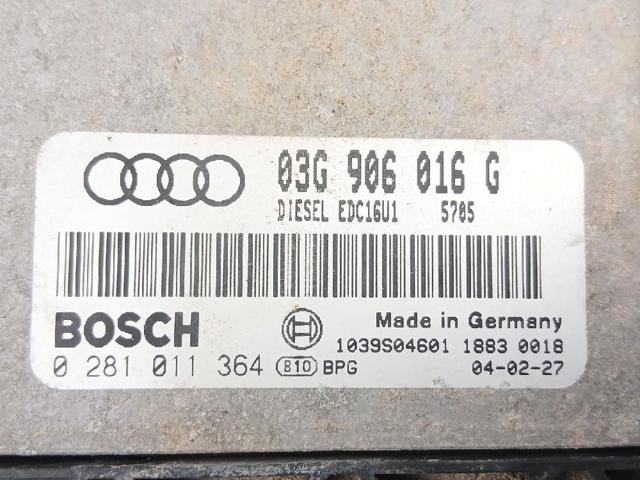 03G 906 016 G
DIESEL EDC16U1 5705
BOSCH
Made in Germany
1039S04601 1883 0018
0 281 011 364 810 BPG 04-02-27